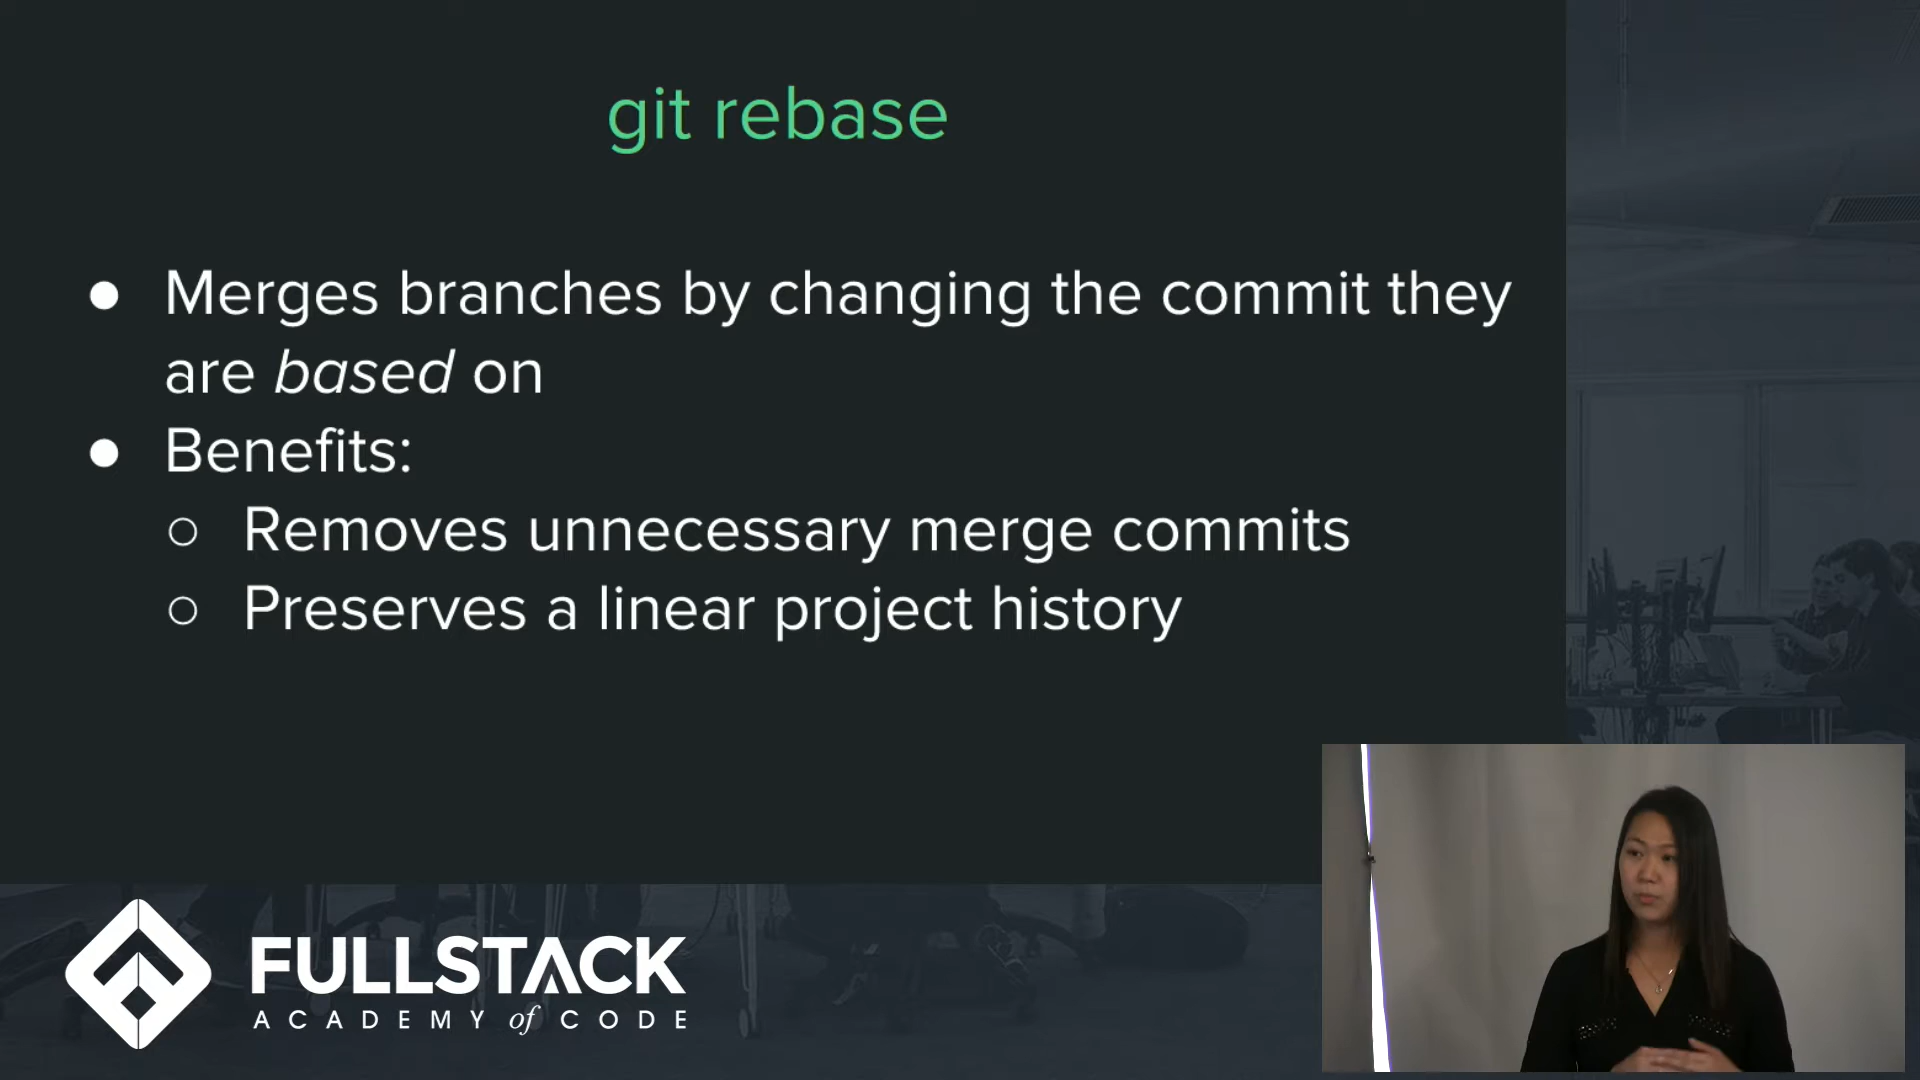 git rebase
● Merges branches by changing the commit they
are based on
● Benefits:
○ Removes unnecessary merge commits
○ Preserves a linear project history
FULLSTACK
ACADEMY of CODE